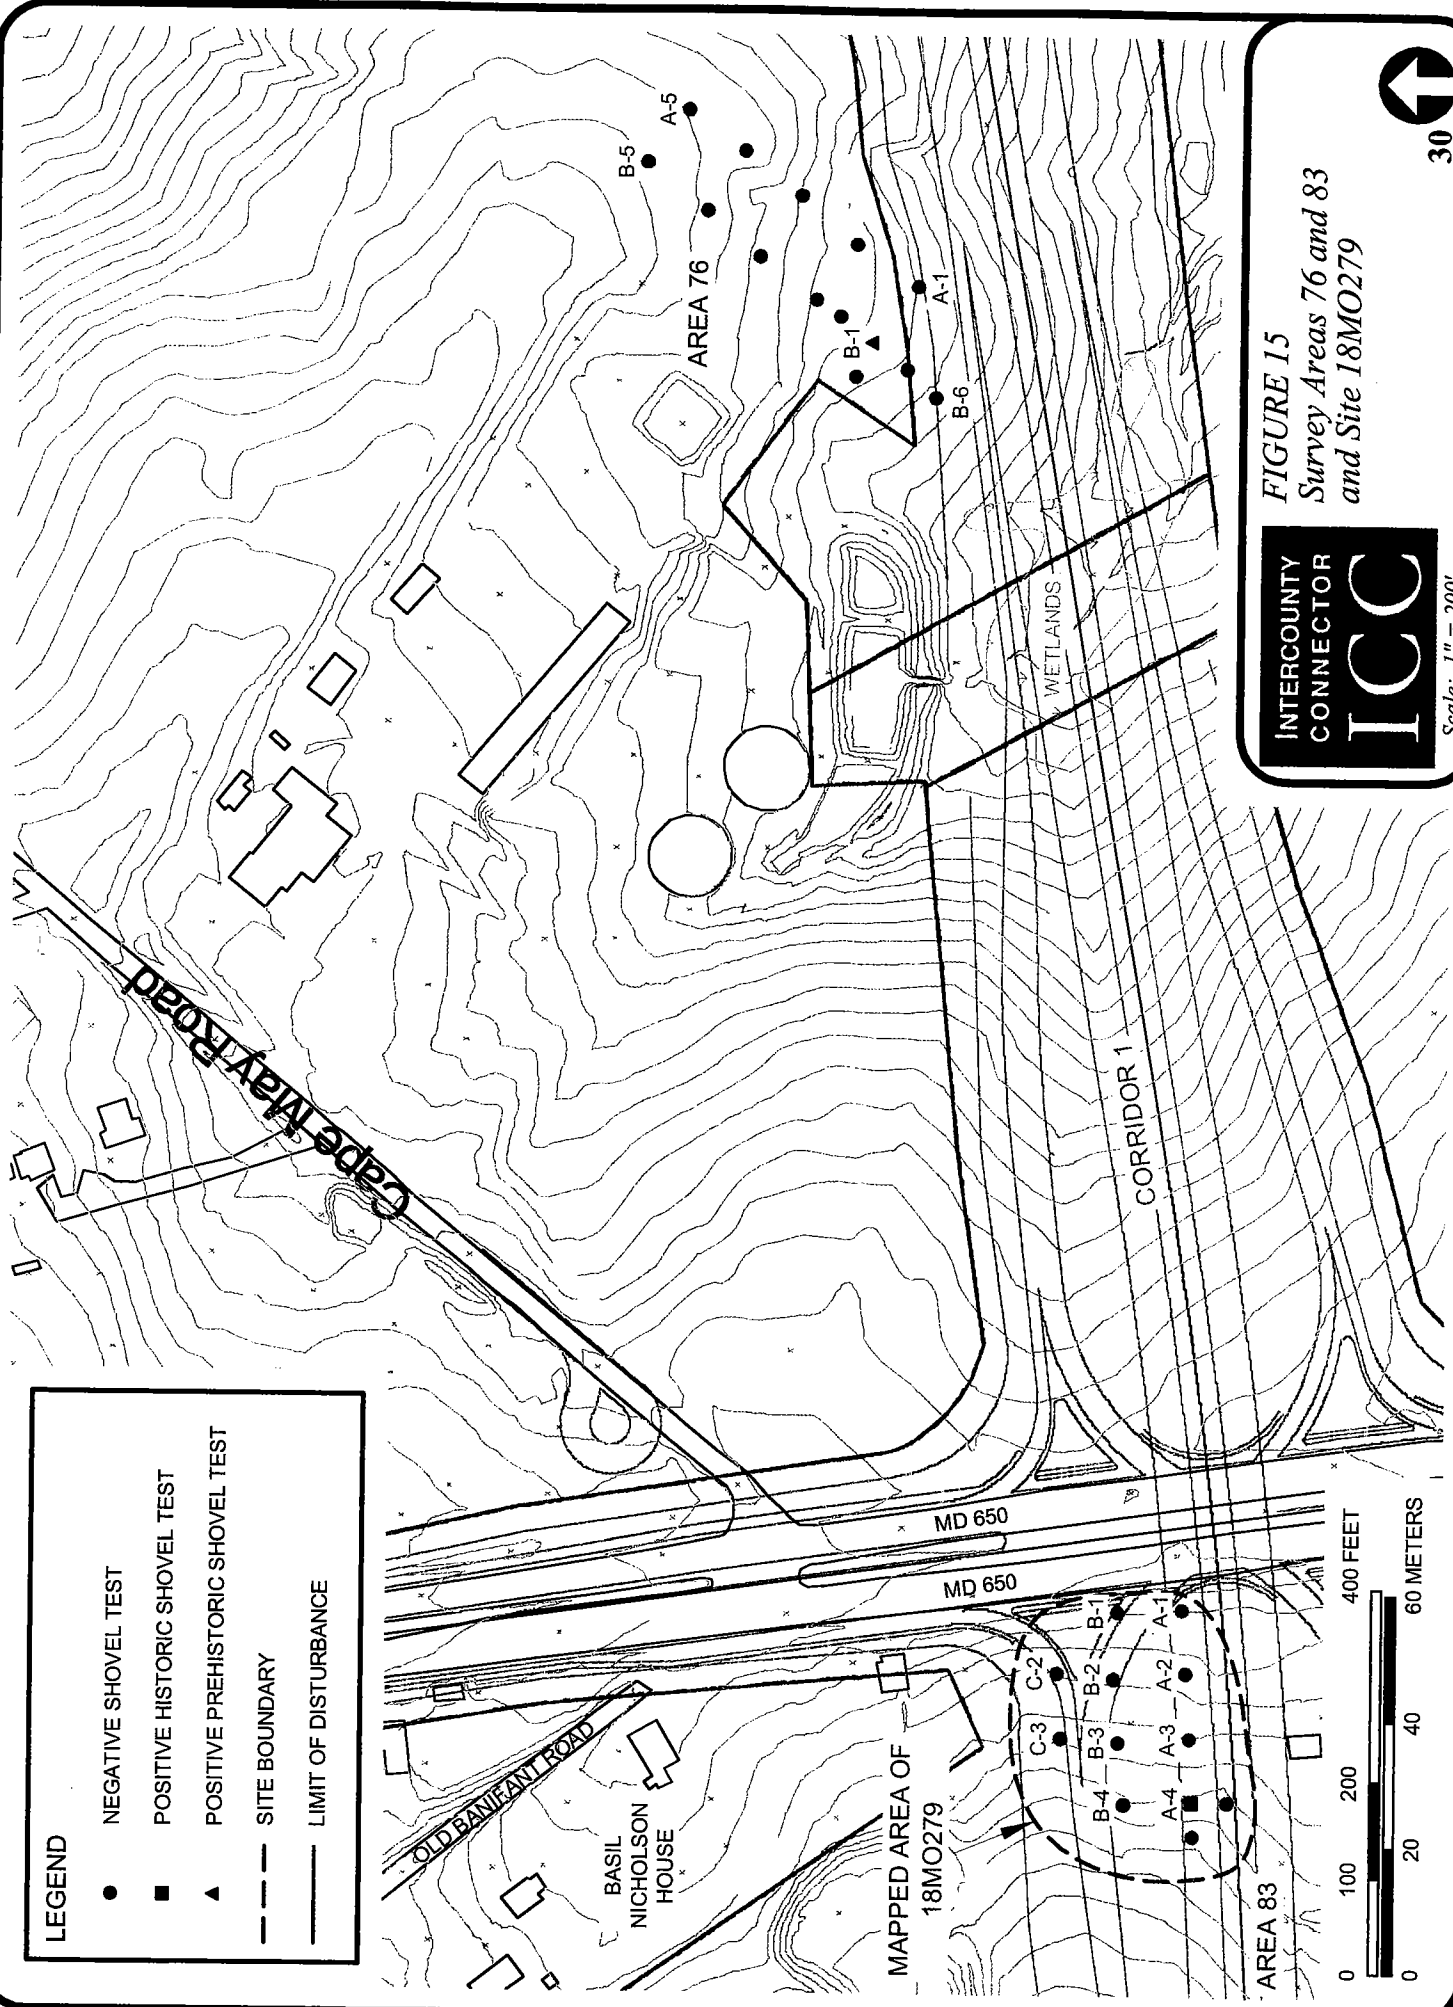 LEGEND
NEGATIVE SHOVEL TEST
POSITIVE HISTORIC SHOVEL TEST
POSITIVE PREHISTORIC SHOVEL TEST
SITE BOUNDARY
LIMIT OF DISTURBANCE
Cape May Road
B-5
A-5
AREA 76
B-1
A-1
B-6
WETLANDS
CORRIDOR 1
MD 650
MD 650
OLD BANIFANT ROAD
BASIL
NICHOLSON
HOUSE
MAPPED AREA OF
18MO279
C-3
C-2
B-4
B-3
B-2
B-1
A-4
A-3
A-2
A-1
AREA 83
0
100
200
400 FEET
0
20
40
60 METERS
INTERCOUNTY
CONNECTOR
ICC
FIGURE 15
Survey Areas 76 and 83
and Site 18MO279
Scale: 1" = 200'
30